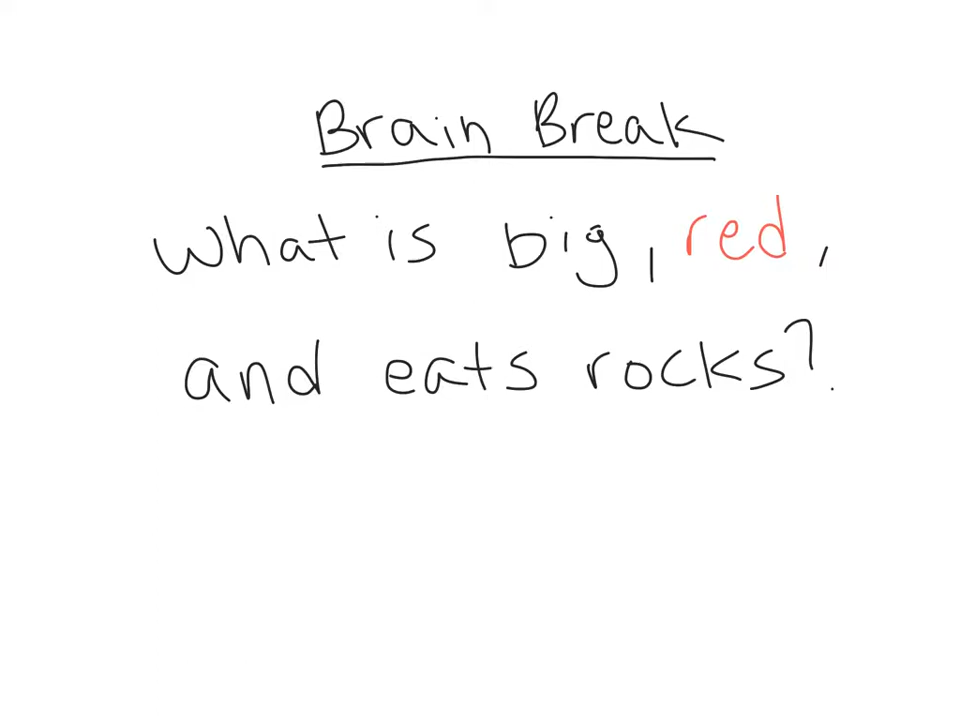 Brain Break
What is big, red,
and eats rocks?